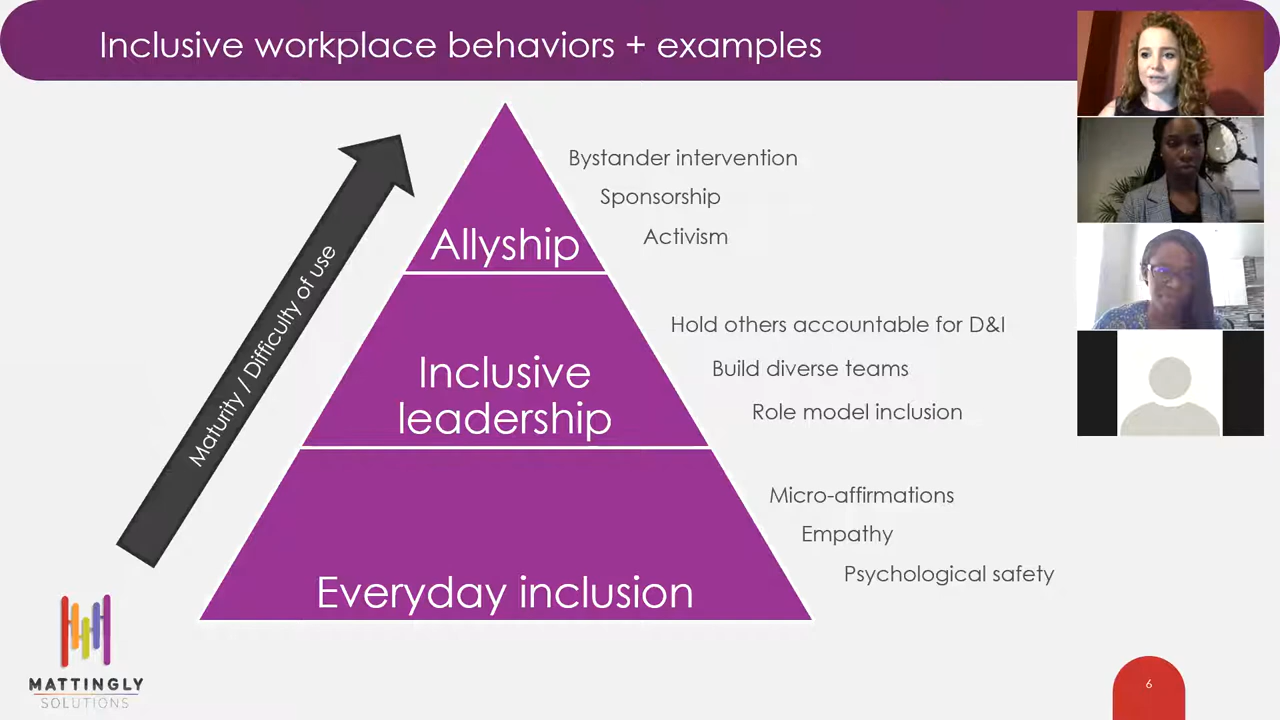 Inclusive workplace behaviors + examples
Bystander intervention
Sponsorship
Activism
Allyship
Maturity / Difficulty of use
Hold others accountable for D&I
Build diverse teams
Role model inclusion
Inclusive
leadership
Micro-affirmations
Empathy
Psychological safety
Everyday inclusion
MATTINGLY
SOLUTIONS
6